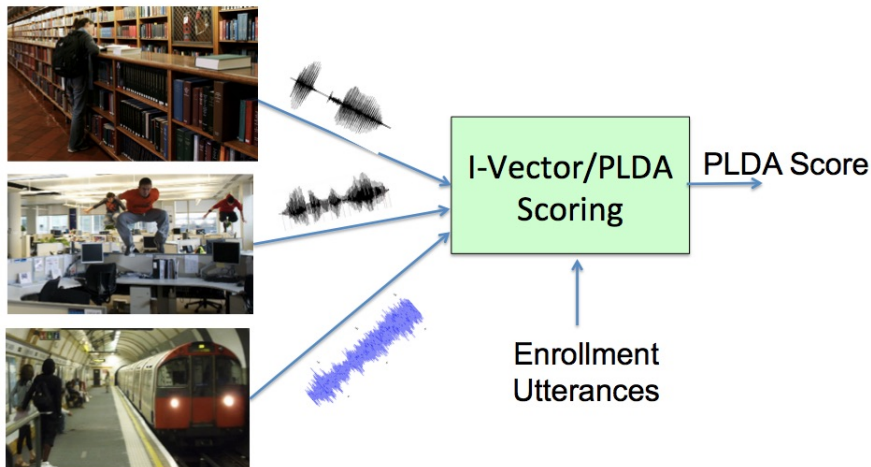 I-Vector/PLDA
Scoring
PLDA Score
Enrollment
Utterances